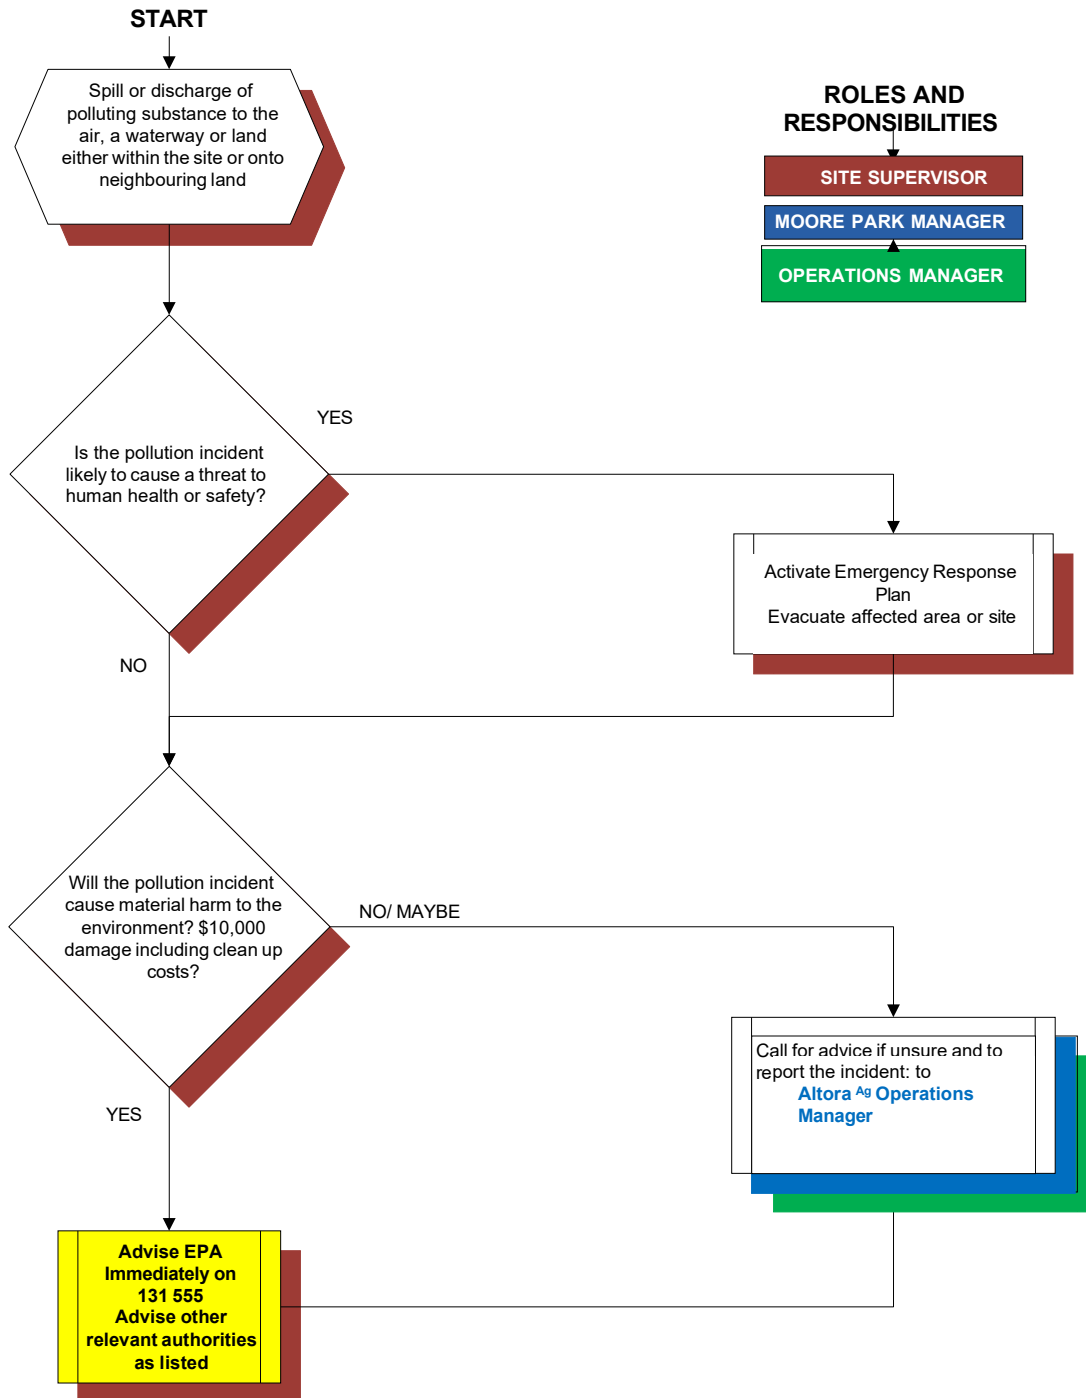 START
Spill or discharge of
polluting substance to the
air, a waterway or land
either within the site or onto
neighbouring land
ROLES AND
RESPONSIBILITIES
SITE SUPERVISOR
MOORE PARK MANAGER
OPERATIONS MANAGER
Is the pollution incident
likely to cause a threat to
human health or safety?
YES
NO
Activate Emergency Response
Plan
Evacuate affected area or site
Will the pollution incident
cause material harm to the
environment? $10,000
damage including clean up
costs?
NO/ MAYBE
YES
Call for advice if unsure and to
report the incident: to
Altora Ag Operations
Manager
Advise EPA
Immediately on
131 555
Advise other
relevant authorities
as listed